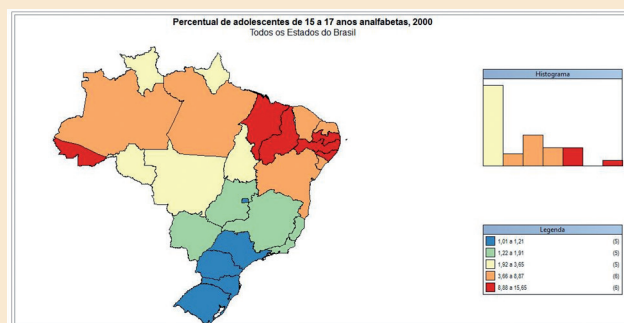 Percentual de adolescentes de 15 a 17 anos analfabetas, 2000
Todos os Estados do Brasil
Histograma
Legenda
1,01 a 1,21 (5)
1,22 a 1,91 (5)
1,92 a 3,65 (5)
3,66 a 8,87 (6)
8,88 a 15,65 (6)